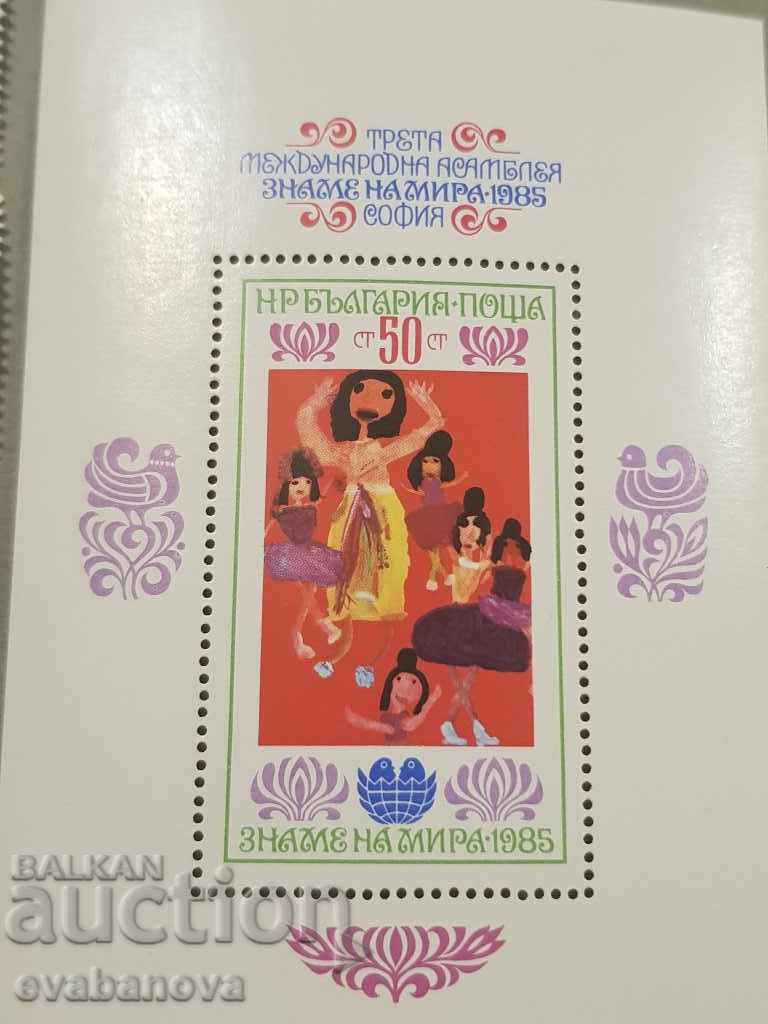 ТРЕТА
МЕЖДУНАРОДНА АСАМБЛЕЯ
ЗНАМЕ НА МИРА·1985
СОФИЯ
НР БЪЛГАРИЯ·ПОЩА
СТ 50 СТ
ЗНАМЕ НА МИРА·1985
BALKAN
auction
evabanova